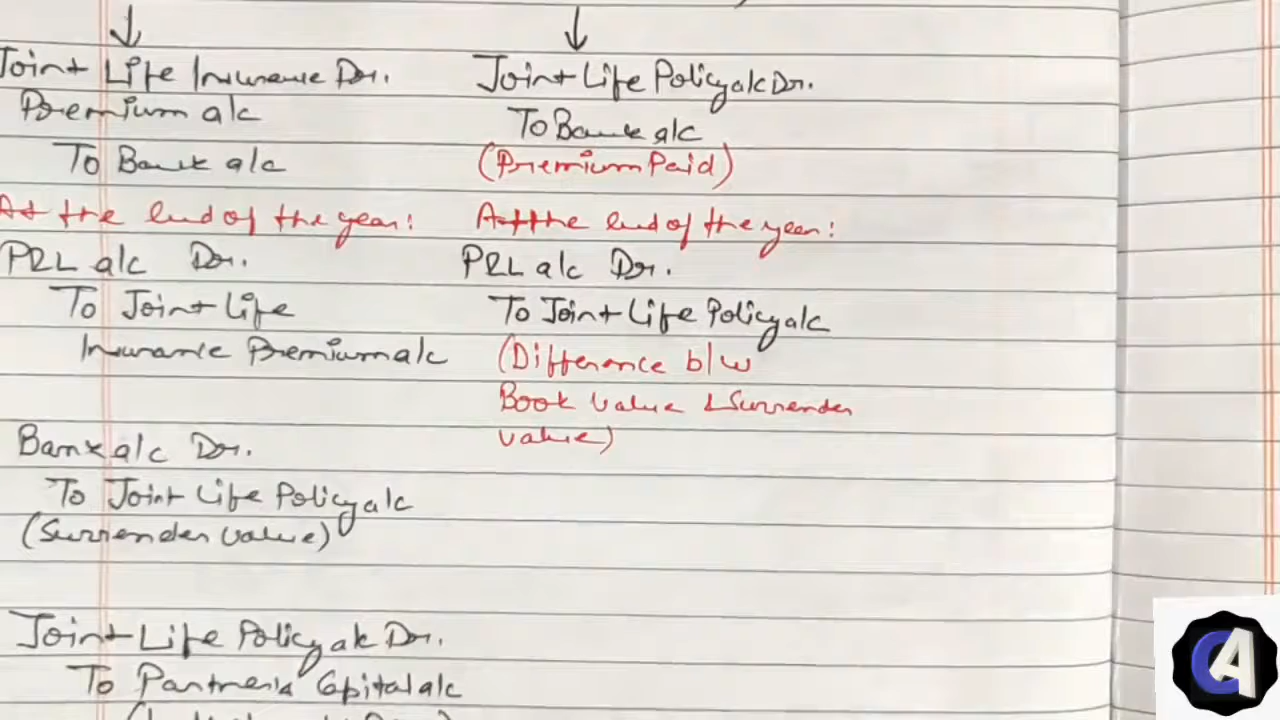 Joint Life Insurance Dr.
Premium a/c
To Bank a/c
At the end of the year:
P&L a/c Dr.
To Joint Life
Insurance Premium a/c
Bank a/c Dr.
To Joint Life Policy a/c
(Surrender value)
Joint Life Policy a/c Dr.
To Partner's Capital a/c
Joint Life Policy a/c Dr.
To Bank a/c
(Premium Paid)
At the end of the year:
P&L a/c Dr.
To Joint Life Policy a/c
(Difference b/w
Book value & Surrender
value)
CA